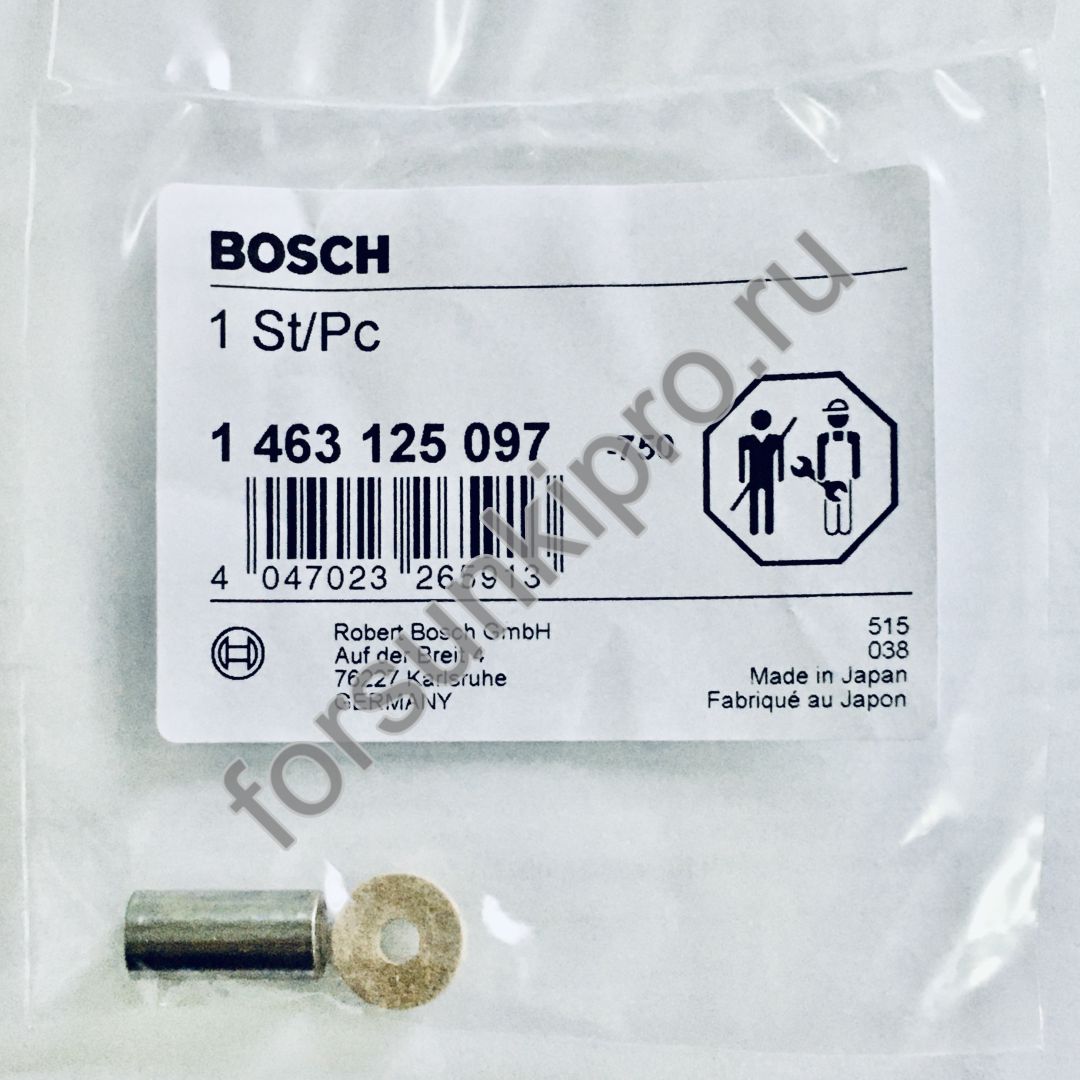 BOSCH
1 St/Pc
1 463 125 097 -750
4 047023 265913
Robert Bosch GmbH
Auf der Breit 4
76227 Karlsruhe
GERMANY
515
038
Made in Japan
Fabriqué au Japon
forsunkipro.ru